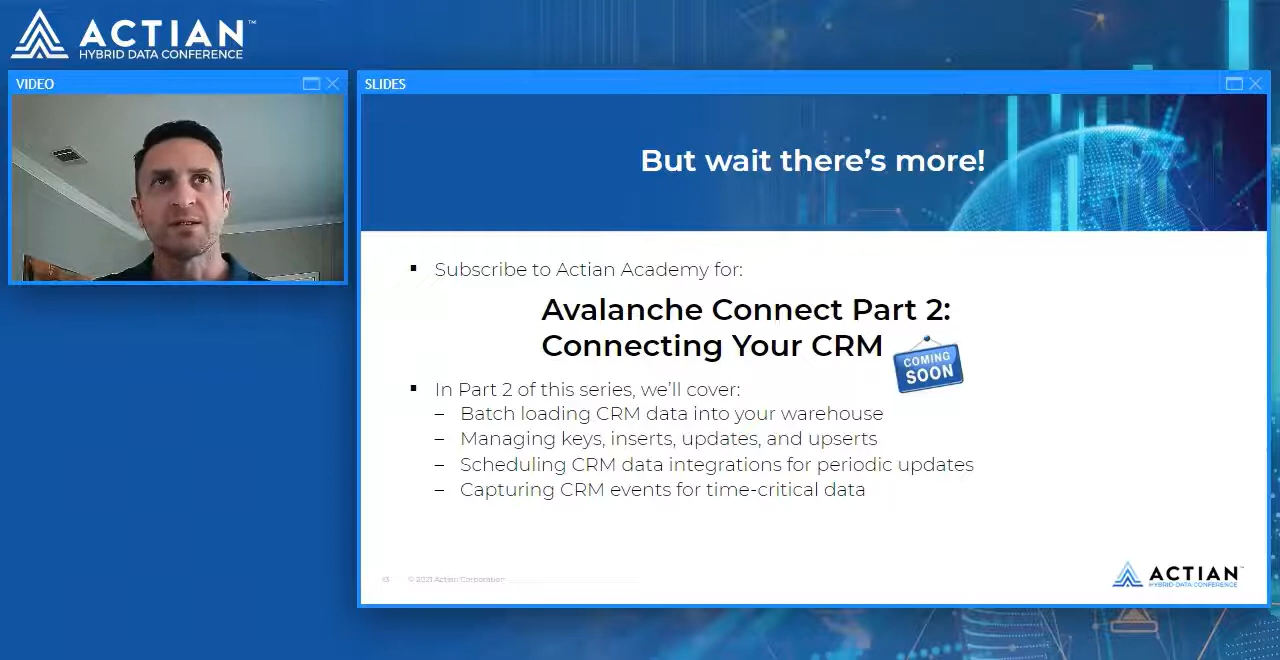 ACTIAN™
HYBRID DATA CONFERENCE
VIDEO
SLIDES
But wait there’s more!
▪ Subscribe to Actian Academy for:
Avalanche Connect Part 2:
Connecting Your CRM
COMING
SOON
▪ In Part 2 of this series, we’ll cover:
– Batch loading CRM data into your warehouse
– Managing keys, inserts, updates, and upserts
– Scheduling CRM data integrations for periodic updates
– Capturing CRM events for time-critical data
© 2021 Actian Corporation
ACTIAN™
HYBRID DATA CONFERENCE